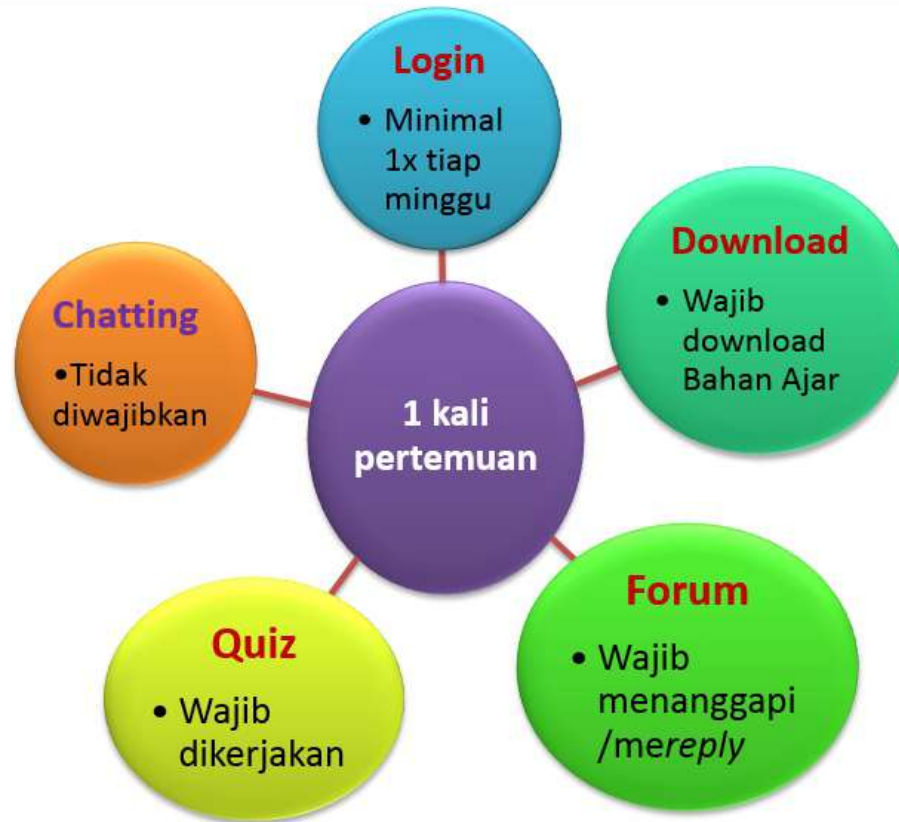 Login
• Minimal
1x tiap
minggu
Download
• Wajib
download
Bahan Ajar
Chatting
•Tidak
diwajibkan
1 kali
pertemuan
Forum
• Wajib
menanggapi
/mereply
Quiz
• Wajib
dikerjakan